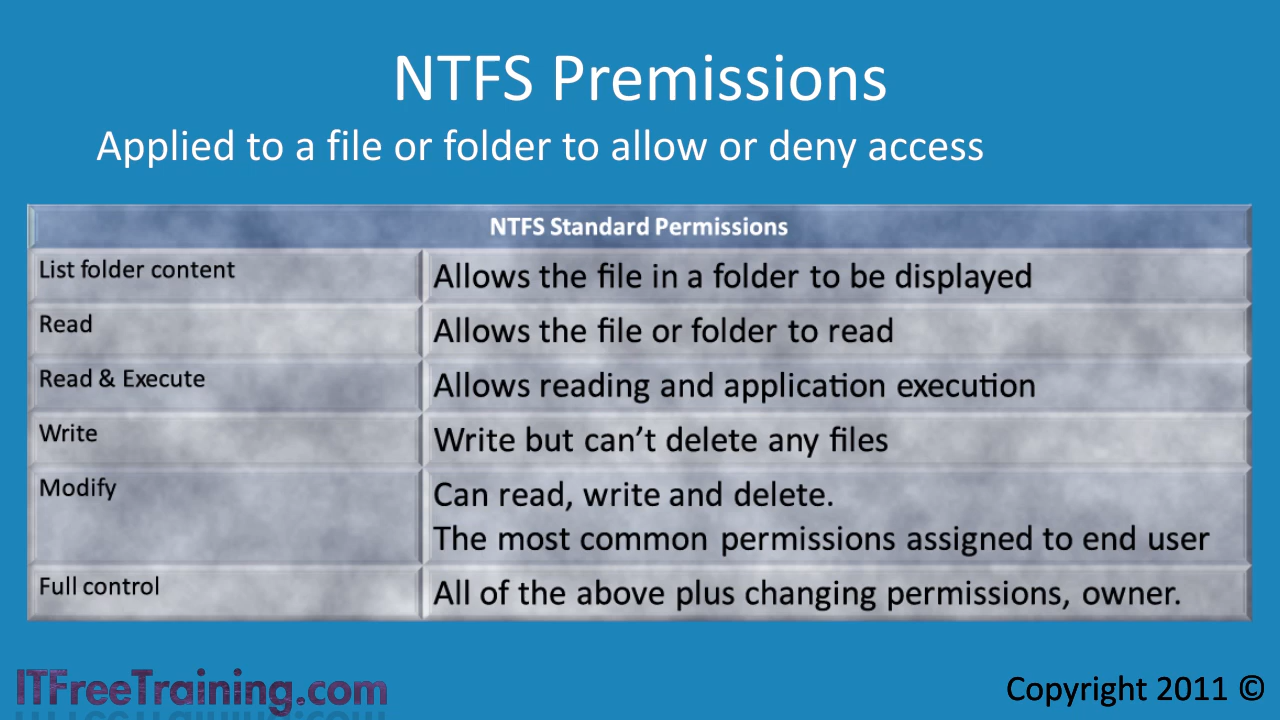 NTFS Premissions
Applied to a file or folder to allow or deny access
NTFS Standard Permissions
List folder content
Allows the file in a folder to be displayed
Read
Allows the file or folder to read
Read & Execute
Allows reading and application execution
Write
Write but can’t delete any files
Modify
Can read, write and delete.
The most common permissions assigned to end user
Full control
All of the above plus changing permissions, owner.
ITFreeTraining.com
Copyright 2011 ©